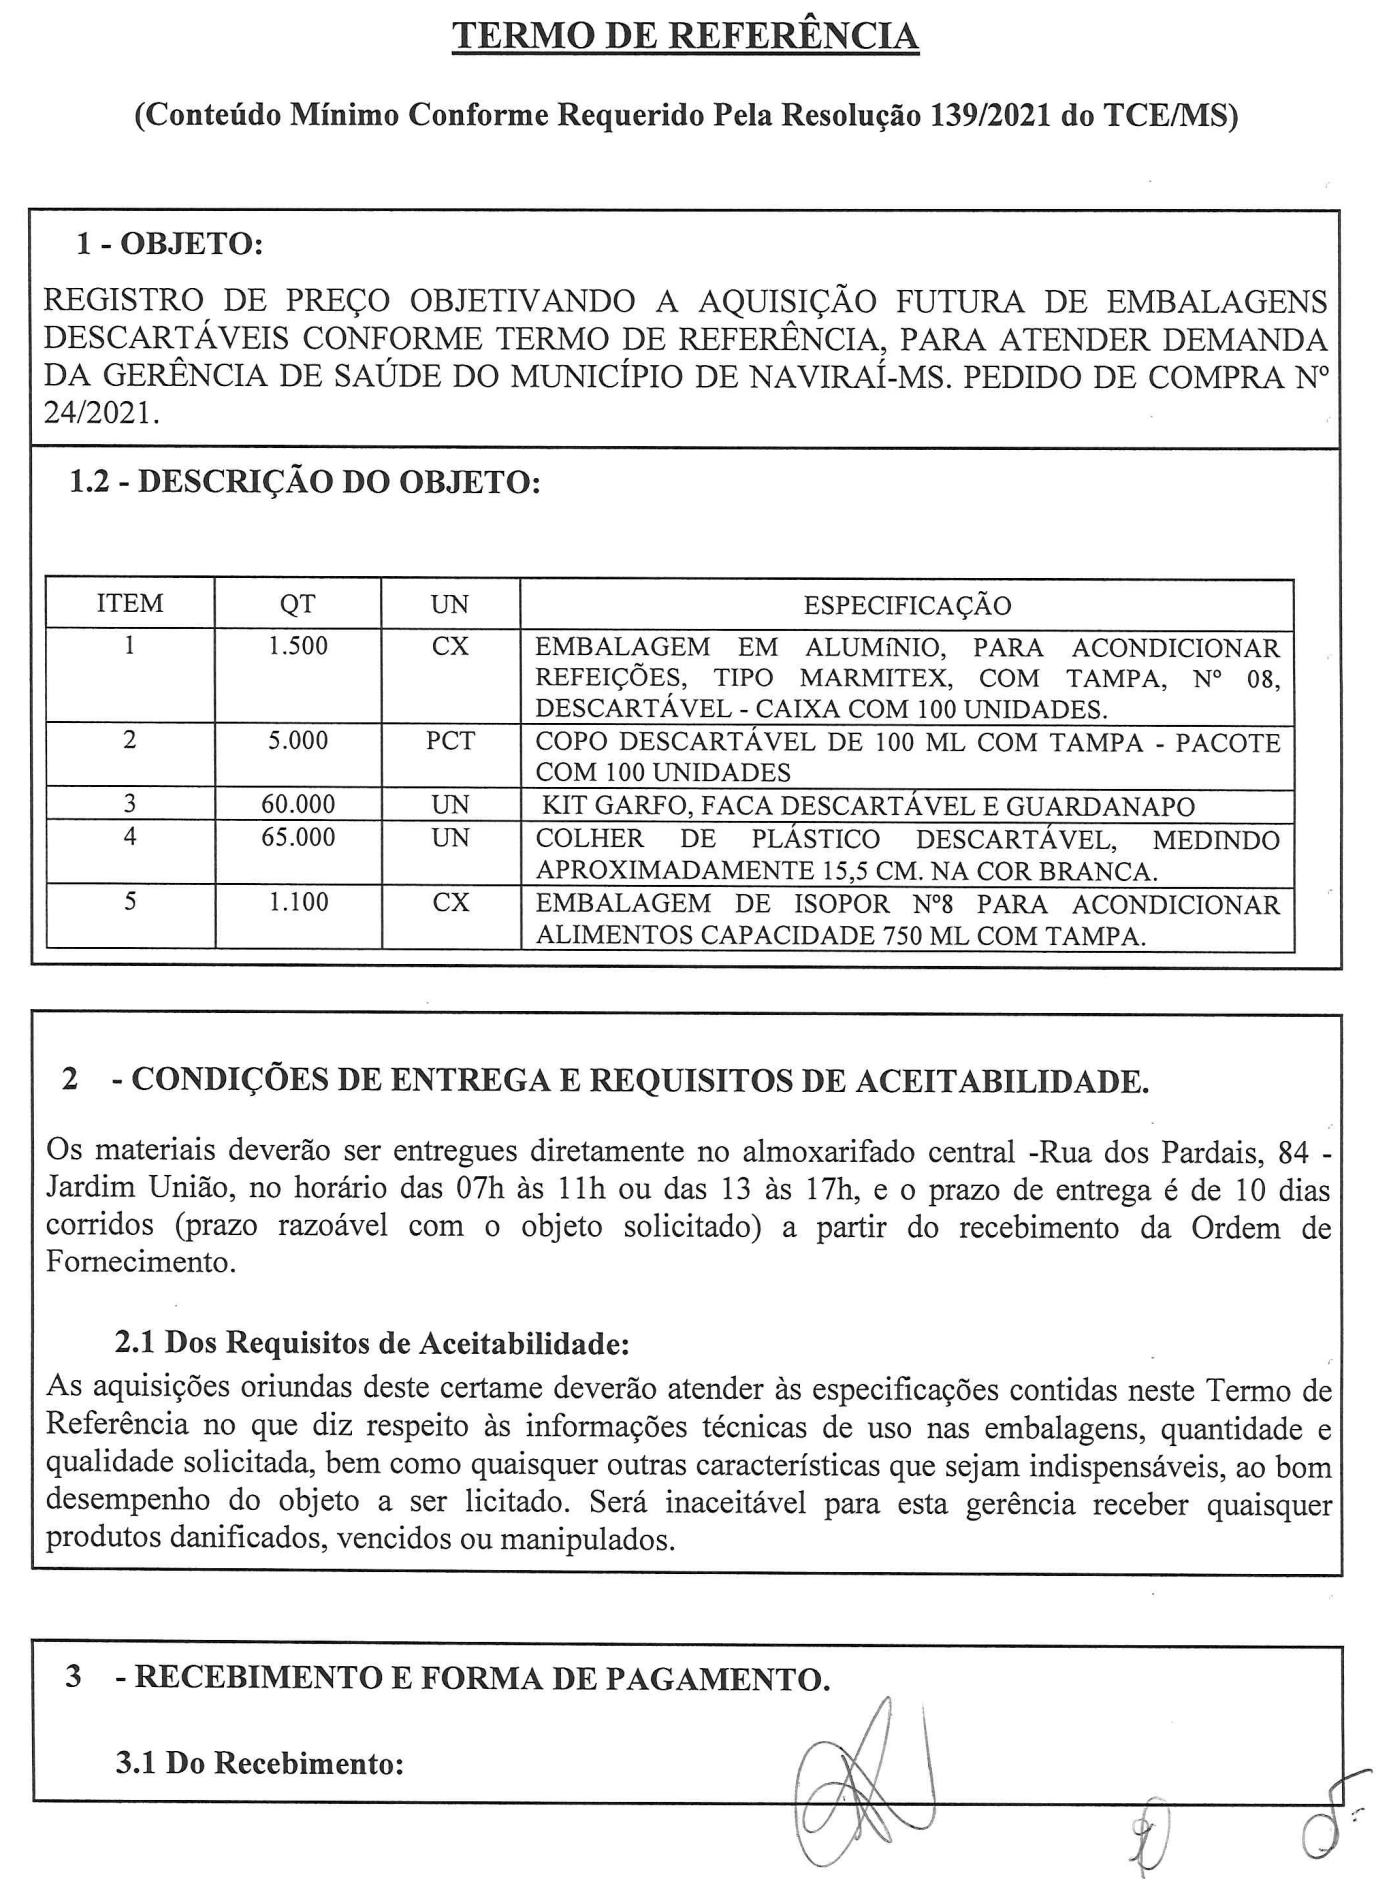 TERMO DE REFERÊNCIA
(Conteúdo Mínimo Conforme Requerido Pela Resolução 139/2021 do TCE/MS)
1 - OBJETO:
REGISTRO DE PREÇO OBJETIVANDO A AQUISIÇÃO FUTURA DE EMBALAGENS
DESCARTÁVEIS CONFORME TERMO DE REFERÊNCIA, PARA ATENDER DEMANDA
DA GERÊNCIA DE SAÚDE DO MUNICÍPIO DE NAVIRAÍ-MS. PEDIDO DE COMPRA Nº
24/2021.
1.2 - DESCRIÇÃO DO OBJETO:
ITEM QT UN ESPECIFICAÇÃO
1 1.500 CX EMBALAGEM EM ALUMíNIO, PARA ACONDICIONAR
REFEIÇÕES, TIPO MARMITEX, COM TAMPA, Nº 08,
DESCARTÁVEL - CAIXA COM 100 UNIDADES.
2 5.000 PCT COPO DESCARTÁVEL DE 100 ML COM TAMPA - PACOTE
COM 100 UNIDADES
3 60.000 UN KIT GARFO, FACA DESCARTÁVEL E GUARDANAPO
4 65.000 UN COLHER DE PLÁSTICO DESCARTÁVEL, MEDINDO
APROXIMADAMENTE 15,5 CM. NA COR BRANCA.
5 1.100 CX EMBALAGEM DE ISOPOR Nº8 PARA ACONDICIONAR
ALIMENTOS CAPACIDADE 750 ML COM TAMPA.
2 - CONDIÇÕES DE ENTREGA E REQUISITOS DE ACEITABILIDADE.
Os materiais deverão ser entregues diretamente no almoxarifado central -Rua dos Pardais, 84 -
Jardim União, no horário das 07h às 11h ou das 13 às 17h, e o prazo de entrega é de 10 dias
corridos (prazo razoável com o objeto solicitado) a partir do recebimento da Ordem de
Fornecimento.
2.1 Dos Requisitos de Aceitabilidade:
As aquisições oriundas deste certame deverão atender às especificações contidas neste Termo de
Referência no que diz respeito às informações técnicas de uso nas embalagens, quantidade e
qualidade solicitada, bem como quaisquer outras características que sejam indispensáveis, ao bom
desempenho do objeto a ser licitado. Será inaceitável para esta gerência receber quaisquer
produtos danificados, vencidos ou manipulados.
3 - RECEBIMENTO E FORMA DE PAGAMENTO.
3.1 Do Recebimento: